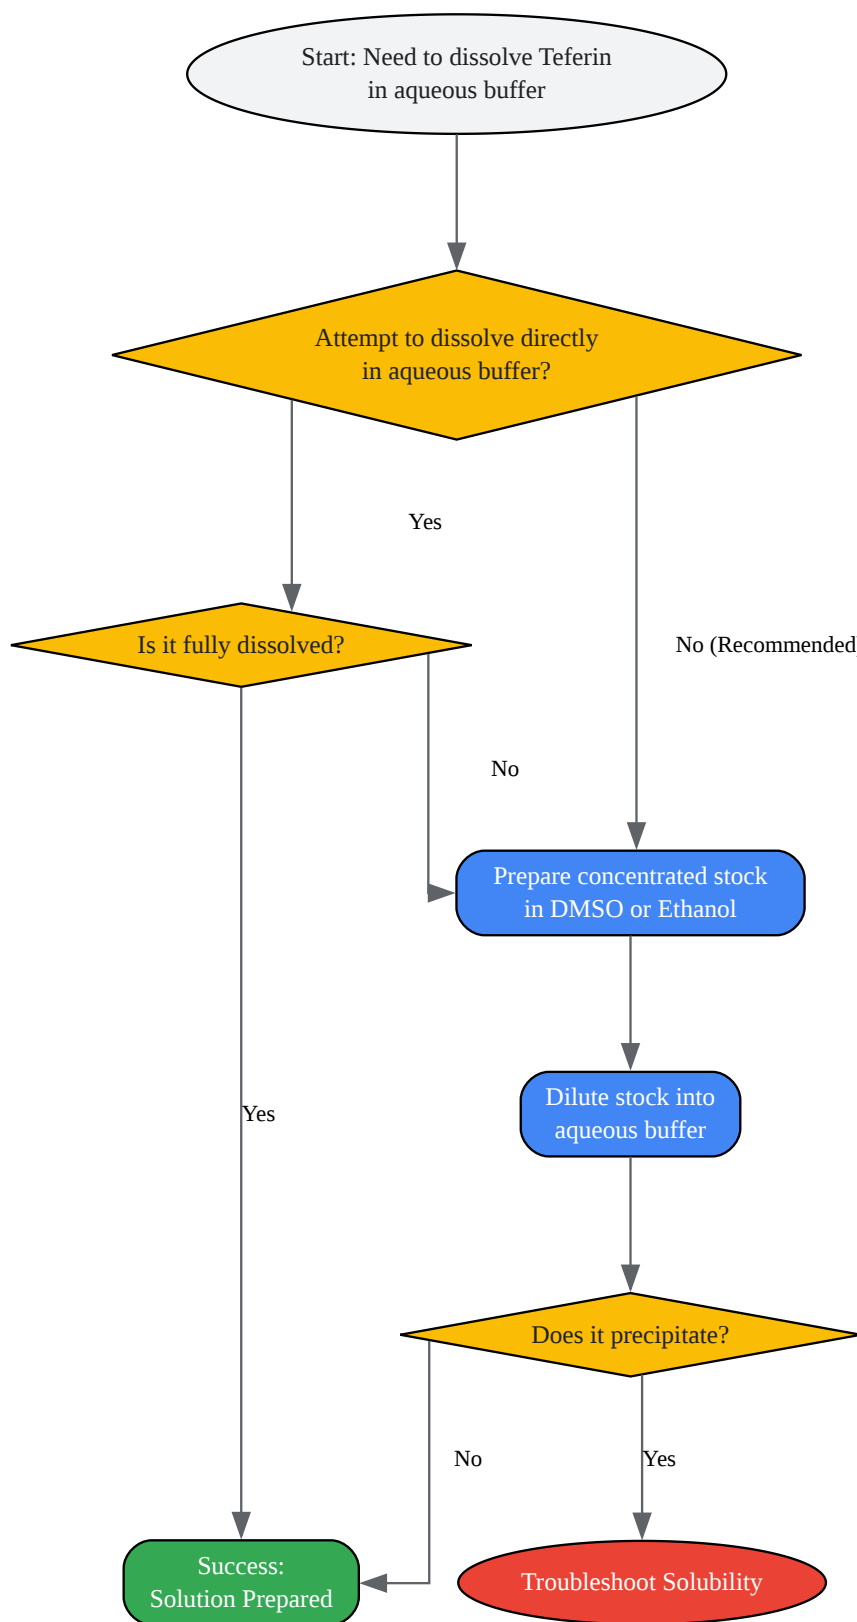 Start: Need to dissolve Teferin
in aqueous buffer
Attempt to dissolve directly
in aqueous buffer?
Yes
Is it fully dissolved?
No (Recommended)
No
Prepare concentrated stock
in DMSO or Ethanol
Dilute stock into
aqueous buffer
Yes
Does it precipitate?
No
Yes
Success:
Solution Prepared
Troubleshoot Solubility